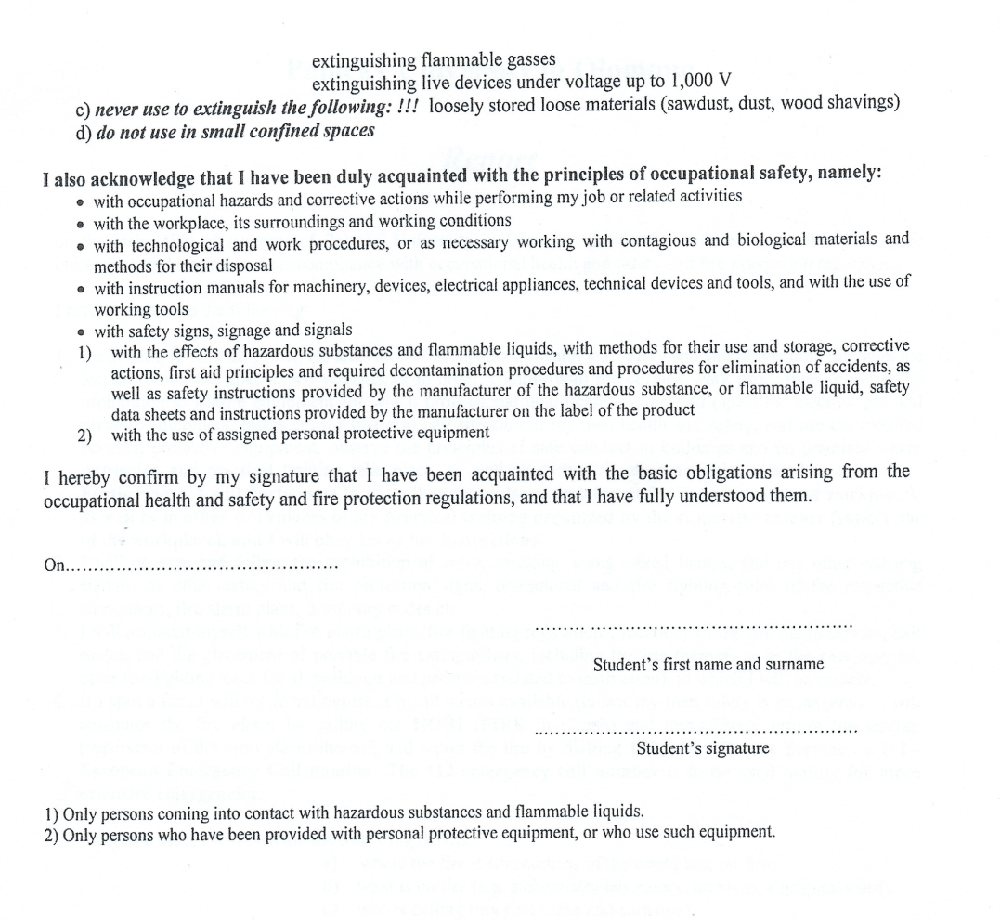 extinguishing flammable gasses
extinguishing live devices under voltage up to 1,000 V
c) never use to extinguish the following: !!! loosely stored loose materials (sawdust, dust, wood shavings)
d) do not use in small confined spaces
I also acknowledge that I have been duly acquainted with the principles of occupational safety, namely:
• with occupational hazards and corrective actions while performing my job or related activities
• with the workplace, its surroundings and working conditions
• with technological and work procedures, or as necessary working with contagious and biological materials and
methods for their disposal
• with instruction manuals for machinery, devices, electrical appliances, technical devices and tools, and with the use of
working tools
• with safety signs, signage and signals
1) with the effects of hazardous substances and flammable liquids, with methods for their use and storage, corrective
actions, first aid principles and required decontamination procedures and procedures for elimination of accidents, as
well as safety instructions provided by the manufacturer of the hazardous substance, or flammable liquid, safety
data sheets and instructions provided by the manufacturer on the label of the product
2) with the use of assigned personal protective equipment
I hereby confirm by my signature that I have been acquainted with the basic obligations arising from the
occupational health and safety and fire protection regulations, and that I have fully understood them.
On................................................
........ ................................................
Student's first name and surname
.........................................................
Student's signature
1) Only persons coming into contact with hazardous substances and flammable liquids.
2) Only persons who have been provided with personal protective equipment, or who use such equipment.